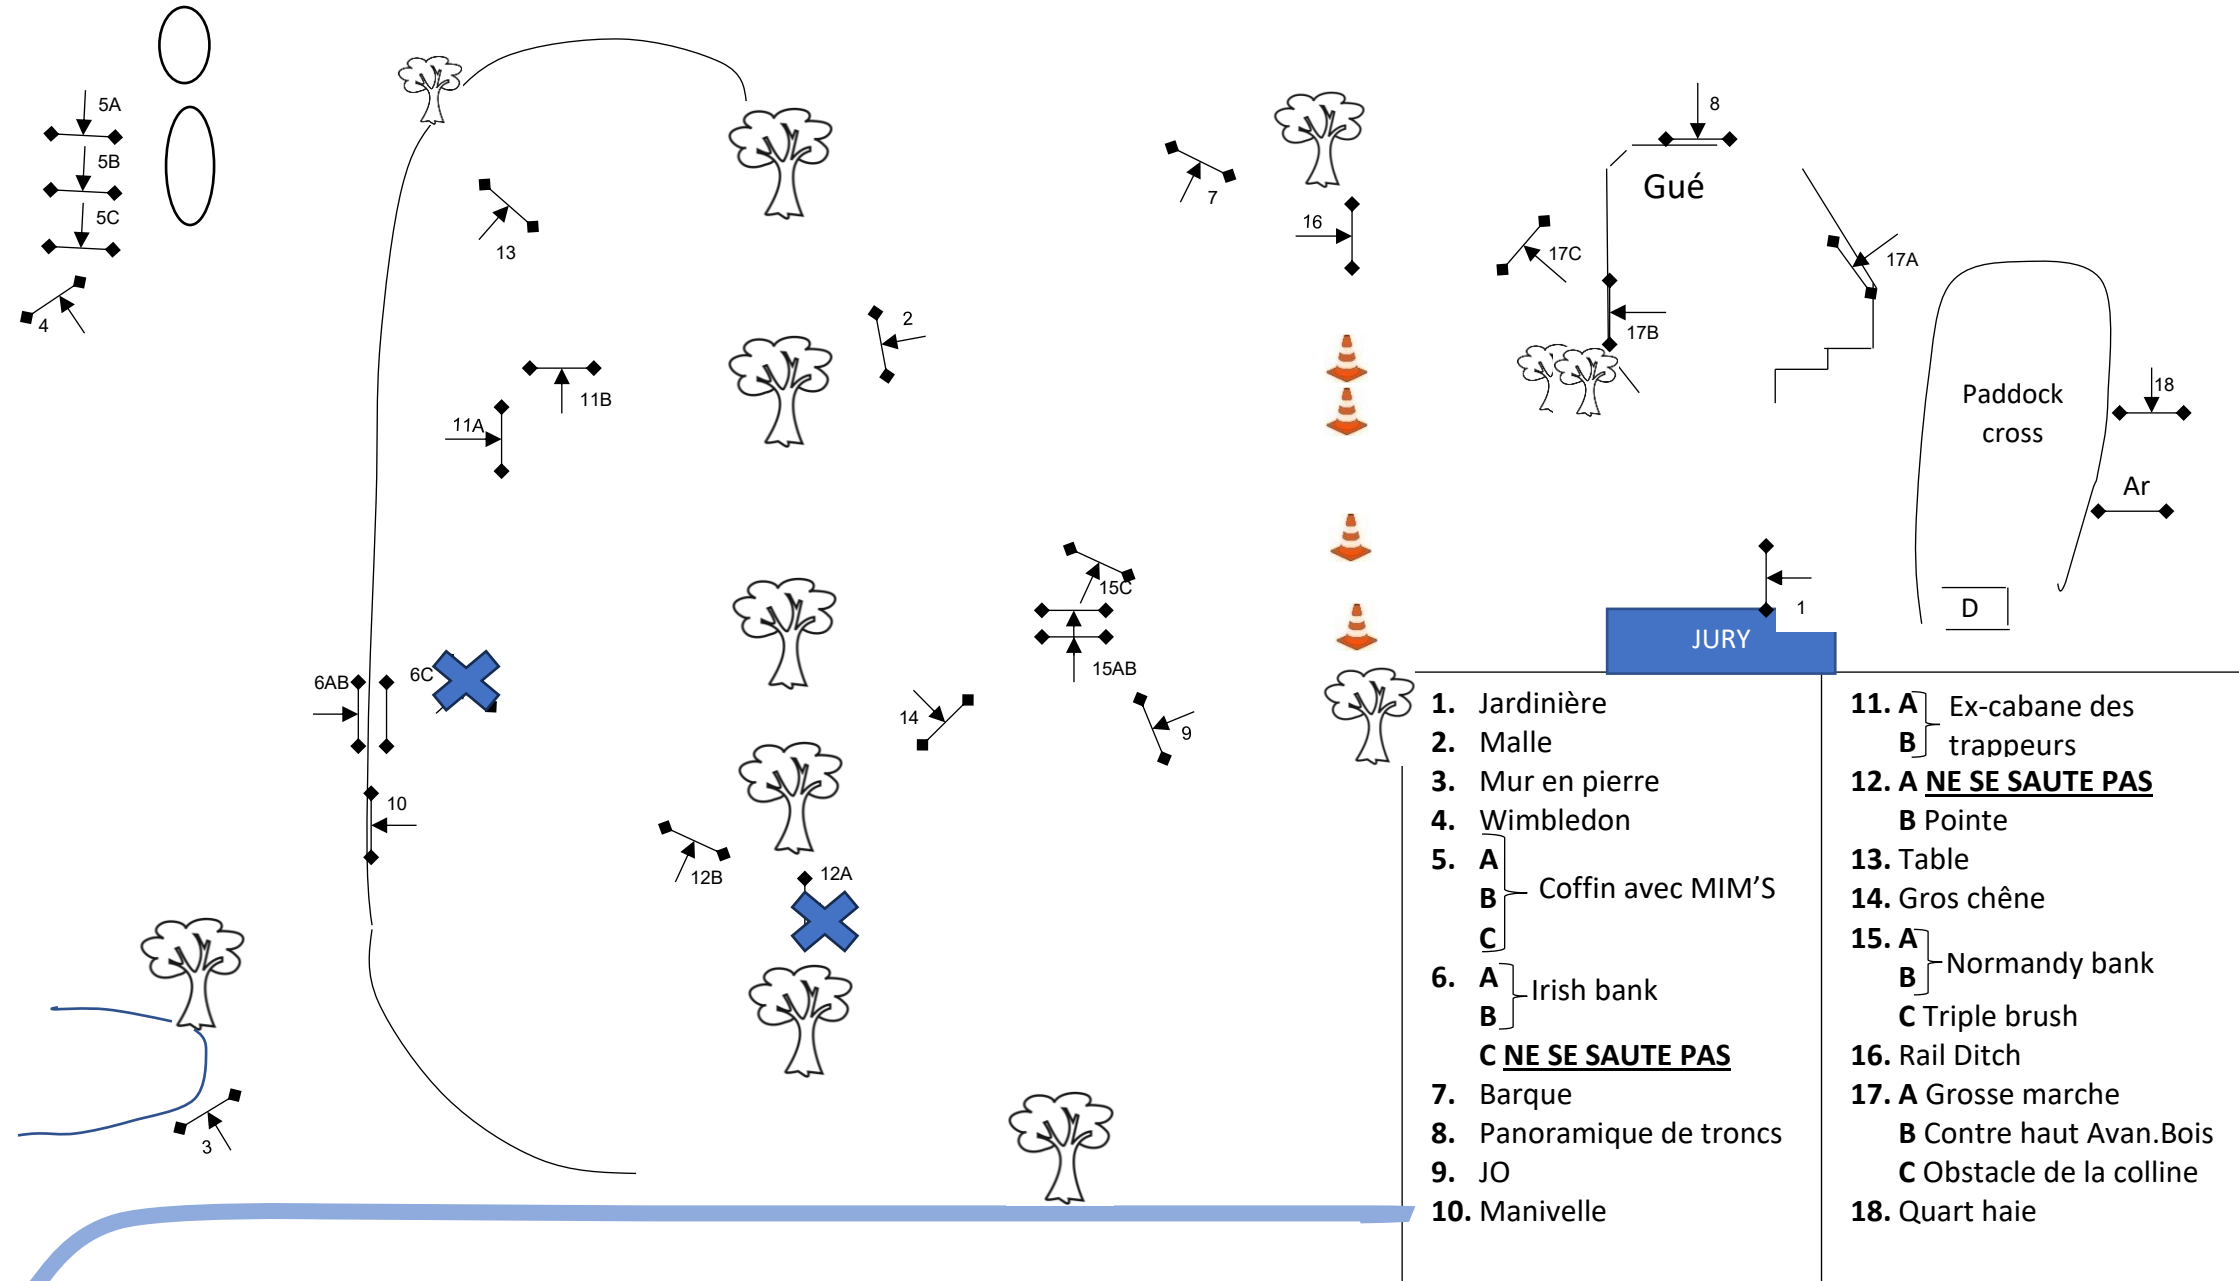 5A
5B
5C
4
13
7
16
8
Gué
17C
17A
17B
2
11B
11A
Paddock
cross
18
Ar
D
1
JURY
15C
15AB
6AB
6C
14
9
10
12B
12A
3
1. Jardinière
2. Malle
3. Mur en pierre
4. Wimbledon
5. A
B
C
Coffin avec MIM'S
6. A
B
Irish bank
C NE SE SAUTE PAS
7. Barque
8. Panoramique de troncs
9. JO
10. Manivelle
11. A
B
Ex-cabane des
trappeurs
12. A NE SE SAUTE PAS
B Pointe
13. Table
14. Gros chêne
15. A
B
Normandy bank
C Triple brush
16. Rail Ditch
17. A Grosse marche
B Contre haut Avan.Bois
C Obstacle de la colline
18. Quart haie